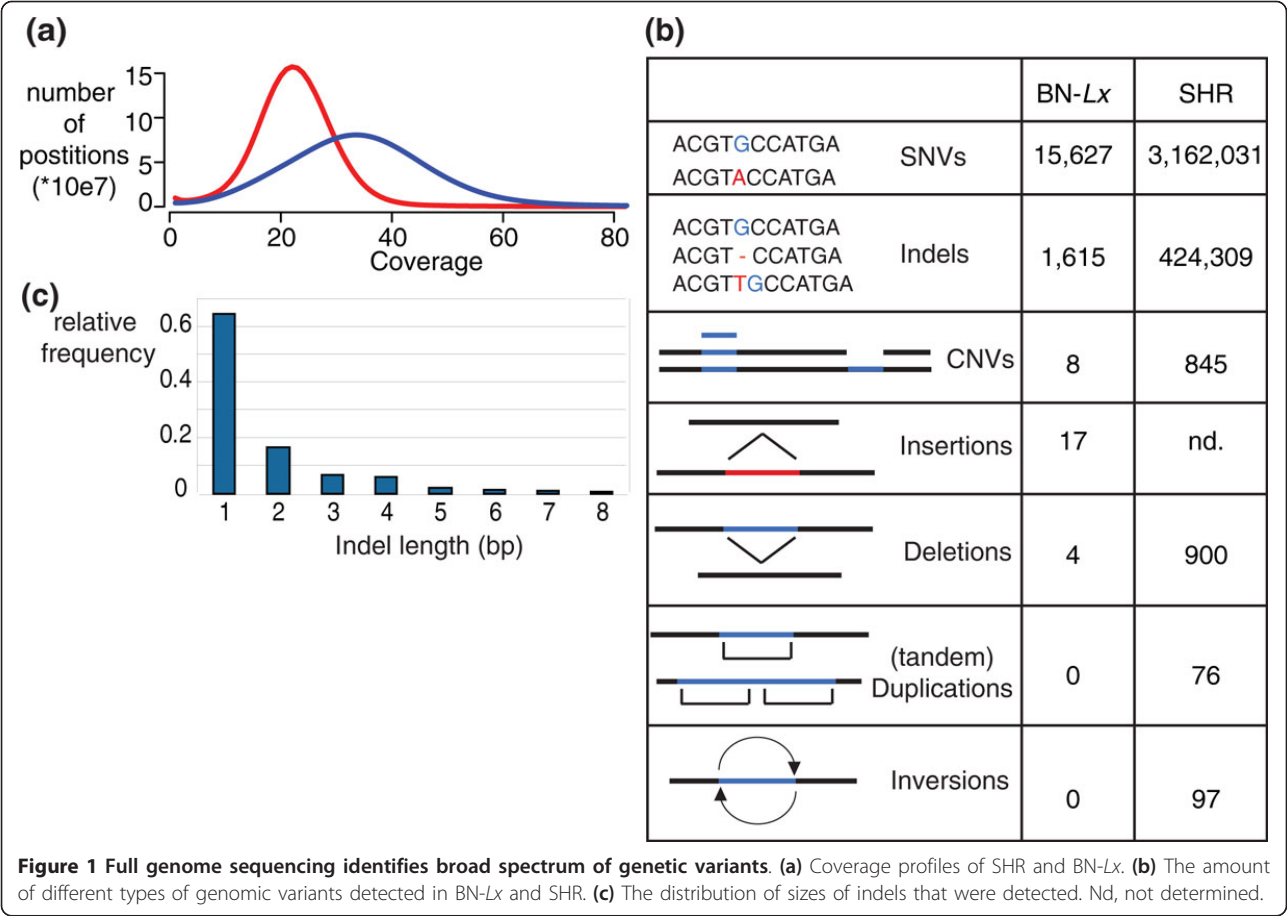 (a)
number
of
postitions
(*10e7)
15
10
5
0
0 20 40 60 80
Coverage
(c)
relative
frequency
0.6
0.4
0.2
0
1 2 3 4 5 6 7 8
Indel length (bp)
(b)
BN-Lx SHR
ACGTGCCATGA
ACGTACCATGA
SNVs 15,627 3,162,031
ACGTGCCATGA
ACGT - CCATGA
ACGTTGCCATGA
Indels 1,615 424,309
CNVs 8 845
Insertions 17 nd.
Deletions 4 900
(tandem)
Duplications 0 76
Inversions 0 97
Figure 1 Full genome sequencing identifies broad spectrum of genetic variants. (a) Coverage profiles of SHR and BN-Lx. (b) The amount
of different types of genomic variants detected in BN-Lx and SHR. (c) The distribution of sizes of indels that were detected. Nd, not determined.